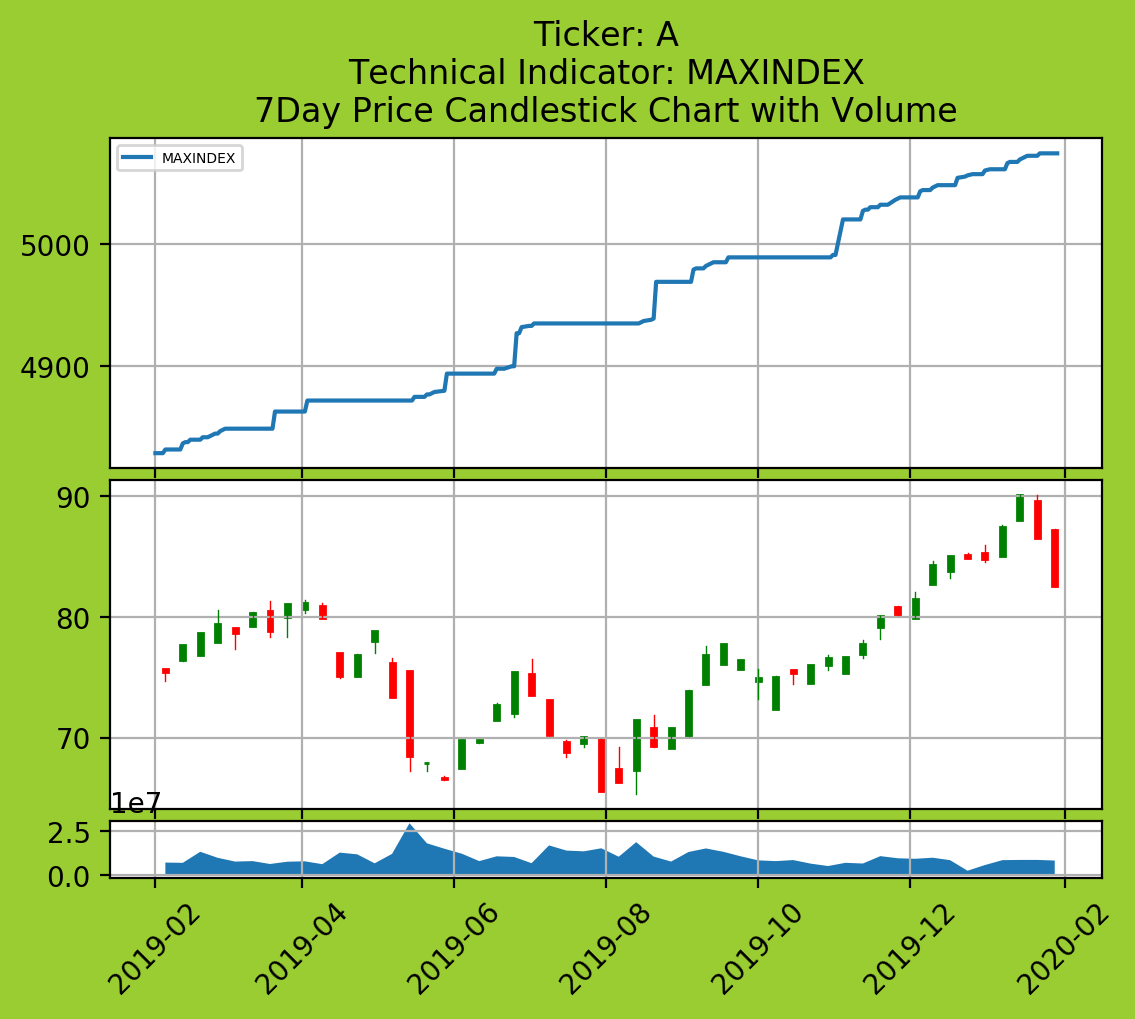 Ticker: A
Technical Indicator: MAXINDEX
7Day Price Candlestick Chart with Volume
MAXINDEX
5000
4900
90
80
70
1e7
2.5
0.0
2019-02
2019-04
2019-06
2019-08
2019-10
2019-12
2020-02